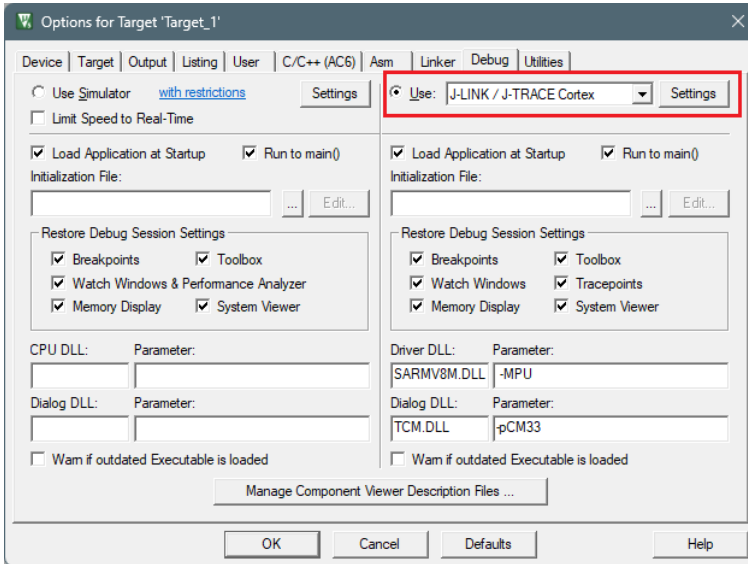 Options for Target 'Target_1'
Device Target Output Listing User C/C++ (AC6) Asm Linker Debug Utilities
Use Simulator with restrictions Settings
Limit Speed to Real-Time
Use: J-LINK / J-TRACE Cortex Settings
Load Application at Startup Run to main()
Initialization File:
... Edit...
Restore Debug Session Settings
Breakpoints Toolbox
Watch Windows & Performance Analyzer
Memory Display System Viewer
CPU DLL: Parameter:
Dialog DLL: Parameter:
Warn if outdated Executable is loaded
Load Application at Startup Run to main()
Initialization File:
... Edit...
Restore Debug Session Settings
Breakpoints Toolbox
Watch Windows Tracepoints
Memory Display System Viewer
Driver DLL: Parameter:
SARMV8M.DLL -MPU
Dialog DLL: Parameter:
TCM.DLL -pCM33
Warn if outdated Executable is loaded
Manage Component Viewer Description Files ...
OK Cancel Defaults Help